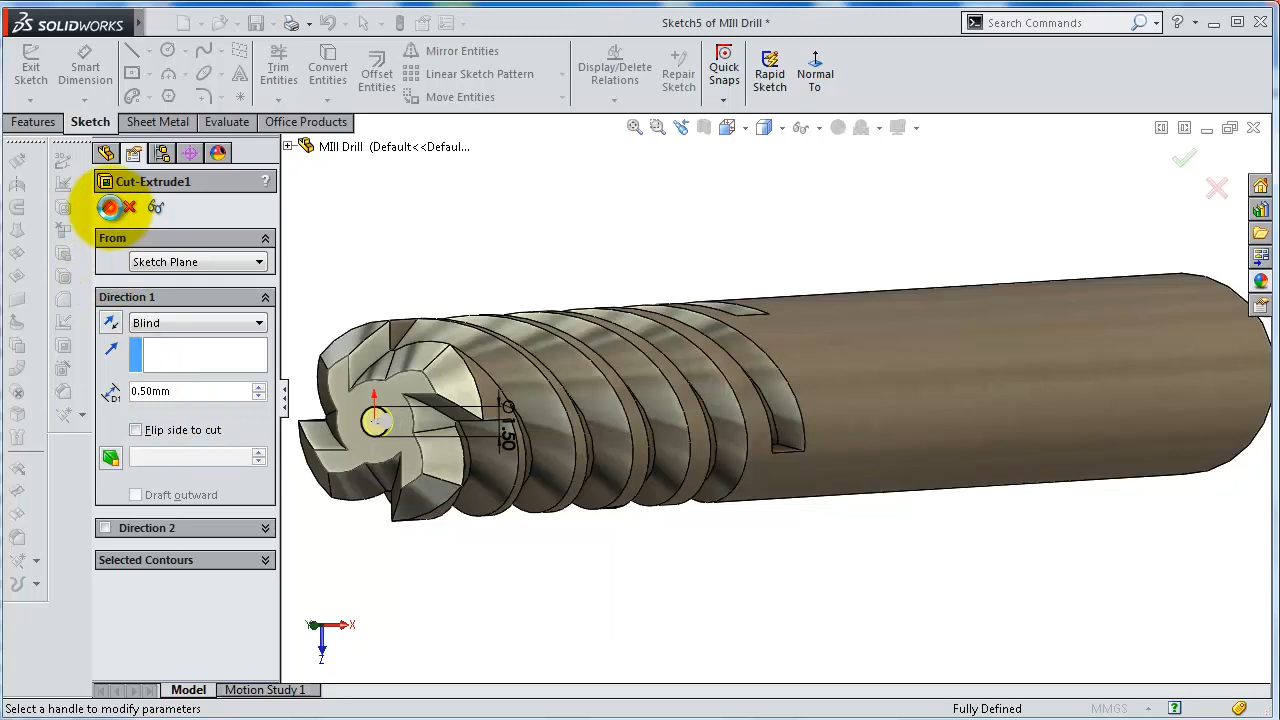 SOLIDWORKS
Sketch5 of MIll Drill *
Search Commands
Exit
Sketch
Smart
Dimension
Trim
Entities
Convert
Entities
Offset
Entities
Mirror Entities
Linear Sketch Pattern
Move Entities
Display/Delete
Relations
Repair
Sketch
Quick
Snaps
Rapid
Sketch
Normal
To
Features
Sketch
Sheet Metal
Evaluate
Office Products
MIll Drill (Default<<Defaul...
Cut-Extrude1
?
From
Sketch Plane
Direction 1
Blind
D1
0.50mm
Flip side to cut
Draft outward
Direction 2
Selected Contours
Ø 1.50
Y
X
Z
Model
Motion Study 1
Select a handle to modify parameters
Fully Defined
MMGS